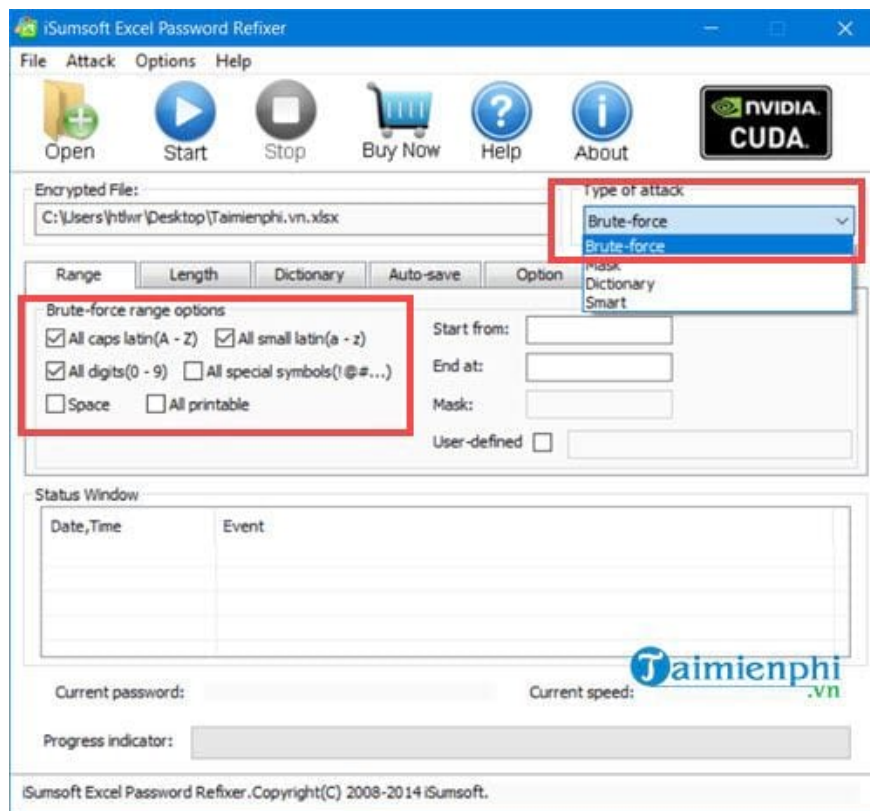 iSumsoft Excel Password Refixer
File Attack Options Help
Open Start Stop Buy Now Help About
NVIDIA.
CUDA.
Encrypted File:
Type of attack
C:\Users\htlwr\Desktop\Taimienphi.vn.xlsx
Brute-force
Brute-force
Mask
Dictionary
Smart
Range Length Dictionary Auto-save Option
Brute-force range options
All caps latin(A - Z) All small latin(a - z)
All digits(0 - 9) All special symbols(!@#...)
Space All printable
Start from:
End at:
Mask:
User-defined
Status Window
Date,Time Event
Taimienphi
.vn
Current password: Current speed:
Progress indicator:
iSumsoft Excel Password Refixer.Copyright(C) 2008-2014 iSumsoft.